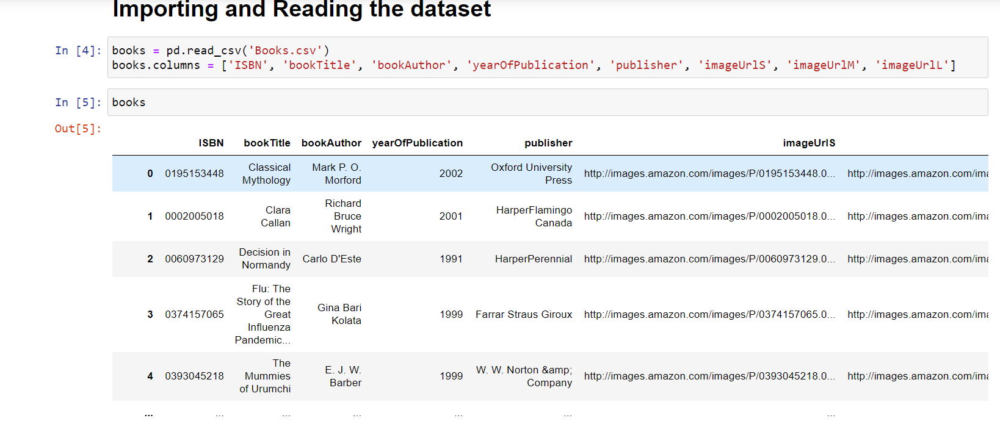 Importing and Reading the dataset
In [4]: books = pd.read_csv('Books.csv')
books.columns = ['ISBN', 'bookTitle', 'bookAuthor', 'yearOfPublication', 'publisher', 'imageUrlS', 'imageUrlM', 'imageUrlL']
In [5]: books
Out[5]:
ISBN bookTitle bookAuthor yearOfPublication publisher imageUrlS
0 0195153448 Classical Mythology Mark P. O. Morford 2002 Oxford University Press http://images.amazon.com/images/P/0195153448.0... http://images.amazon.com/ima
1 0002005018 Clara Callan Richard Bruce Wright 2001 HarperFlamingo Canada http://images.amazon.com/images/P/0002005018.0... http://images.amazon.com/ima
2 0060973129 Decision in Normandy Carlo D'Este 1991 HarperPerennial http://images.amazon.com/images/P/0060973129.0... http://images.amazon.com/ima
3 0374157065 Flu: The Story of the Great Influenza Pandemic... Gina Bari Kolata 1999 Farrar Straus Giroux http://images.amazon.com/images/P/0374157065.0... http://images.amazon.com/ima
4 0393045218 The Mummies of Urumchi E. J. W. Barber 1999 W. W. Norton &amp; Company http://images.amazon.com/images/P/0393045218.0... http://images.amazon.com/ima
... ... ... ... ... ... ...